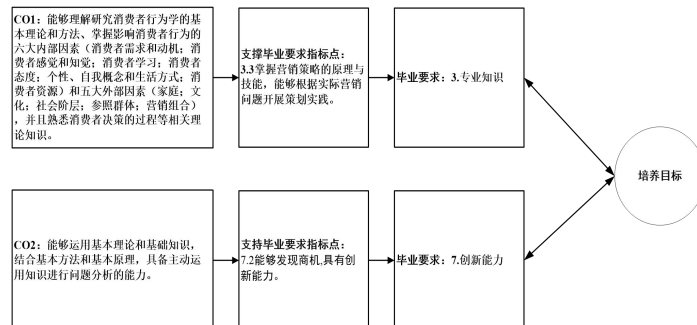 CO1：能够理解研究消费者行为学的基
本理论和方法、掌握影响消费者行为的
六大内部因素（消费者需求和动机；消
费者感觉和知觉；消费者学习；消费者
态度；个性、自我概念和生活方式；消
费者资源）和五大外部因素（家庭；文
化；社会阶层；参照群体；营销组合）
，并且熟悉消费者决策的过程等相关理
论知识。
支撑毕业要求指标点：
3.3掌握营销策略的原理与
技能，能够根据实际营销
问题开展策划实践。
毕业要求：3.专业知识
培养目标
CO2：能够运用基本理论和基础知识，
结合基本方法和基本原理，具备主动运
用知识进行问题分析的能力。
支持毕业要求指标点：
7.2能够发现商机,具有创
新能力。
毕业要求：7.创新能力